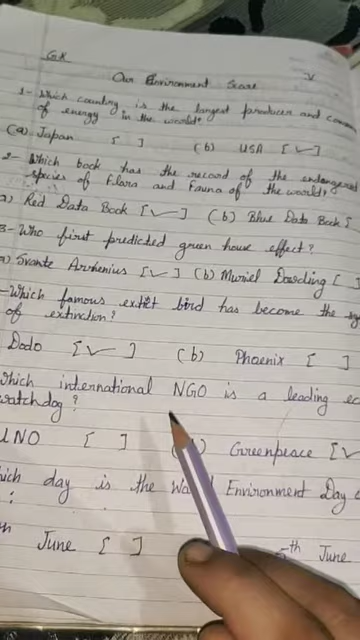 GK
Our Environment Score V
1- Which country is the largest producer and
of energy in the world?
(a) Japan [ ] (b) USA [✓]
2- Which book has the record of the endangered
species of Flora and Fauna of the world?
a) Red Data Book [✓] (b) Blue Data Book [
3- Who first predicted green house effect?
a) Svante Arrhenius [✓] (b) Muriel Dowding [ ]
-Which famous bird has become the
of extinction?
Dodo [✓] (b) Phoenix [ ]
Which international NGO is a leading
watchdog?
UNO [ ] Greenpeace [✓
day is the World Environment Day
?
June [ ] th June